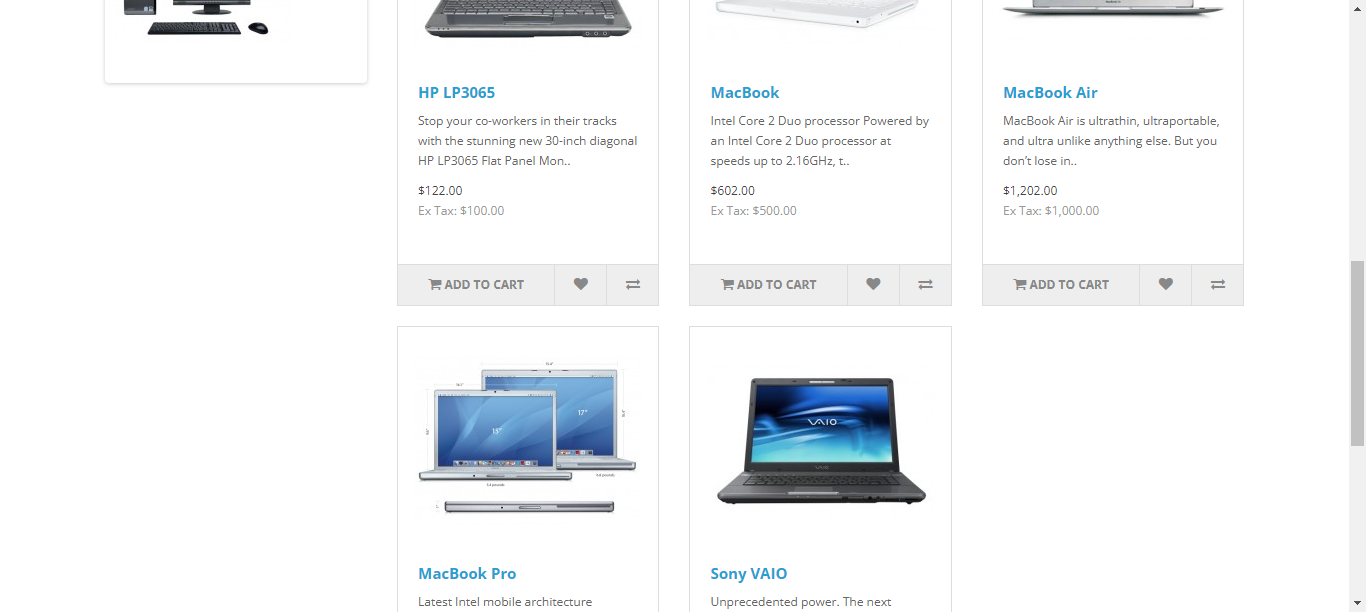 HP LP3065
Stop your co-workers in their tracks
with the stunning new 30-inch diagonal
HP LP3065 Flat Panel Mon..
$122.00
Ex Tax: $100.00
ADD TO CART
MacBook
Intel Core 2 Duo processor Powered by
an Intel Core 2 Duo processor at
speeds up to 2.16GHz, t..
$602.00
Ex Tax: $500.00
ADD TO CART
MacBook Air
MacBook Air is ultrathin, ultraportable,
and ultra unlike anything else. But you
don’t lose in..
$1,202.00
Ex Tax: $1,000.00
ADD TO CART
17"
15"
MacBook Pro
Latest Intel mobile architecture
VAIO
VAIO
Sony VAIO
Unprecedented power. The next